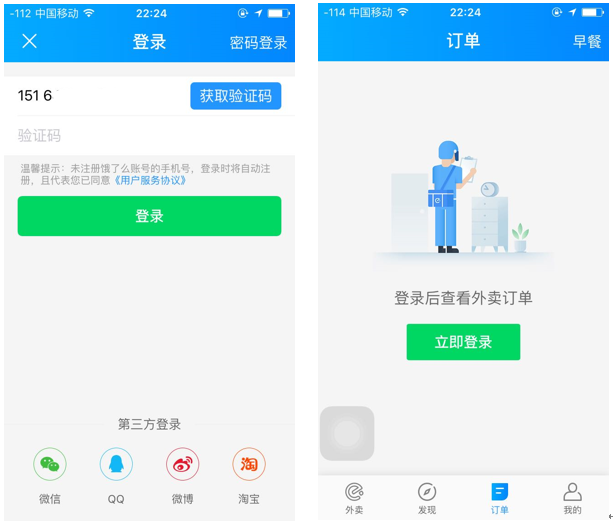 -112 中国移动 22:24
登录 密码登录
151 6
获取验证码
验证码
温馨提示：未注册饿了么账号的手机号，登录时将自动注
册，且代表您已同意《用户服务协议》
登录
第三方登录
微信 QQ 微博 淘宝
-114 中国移动 22:24
订单 早餐
登录后查看外卖订单
立即登录
外卖 发现 订单 我的